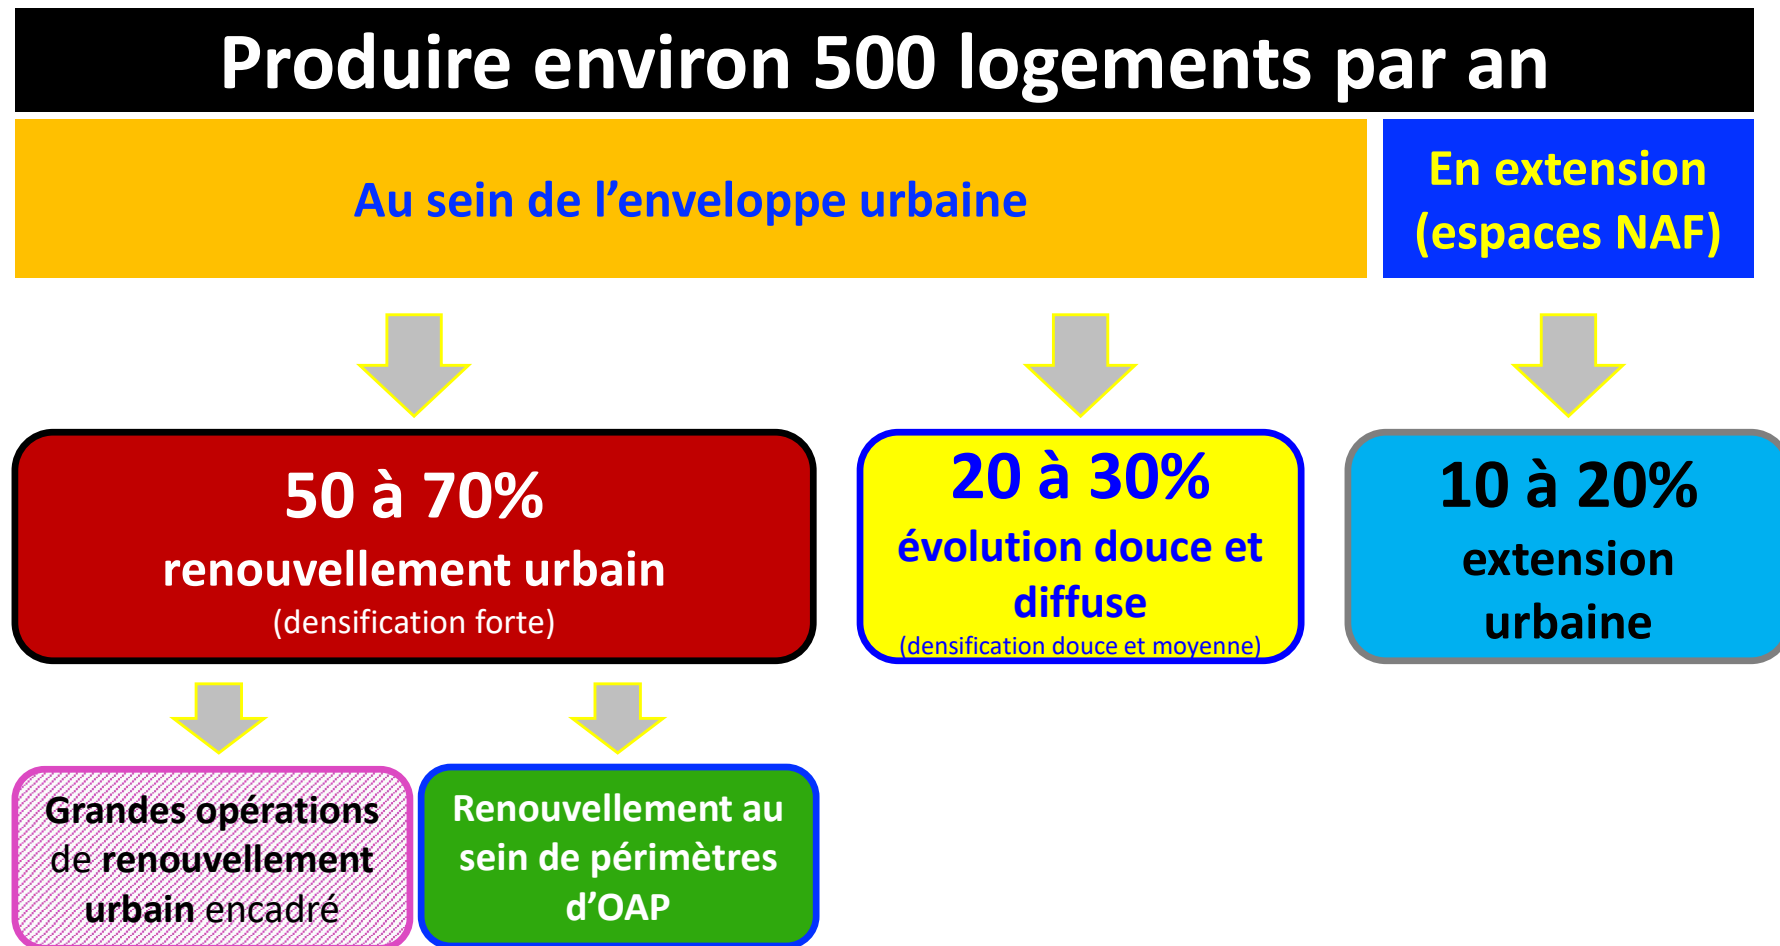 Produire environ 500 logements par an
Au sein de l’enveloppe urbaine
En extension
(espaces NAF)
50 à 70%
renouvellement urbain
(densification forte)
20 à 30%
évolution douce et
diffuse
(densification douce et moyenne)
10 à 20%
extension
urbaine
Grandes opérations
de renouvellement
urbain encadré
Renouvellement au
sein de périmètres
d’OAP